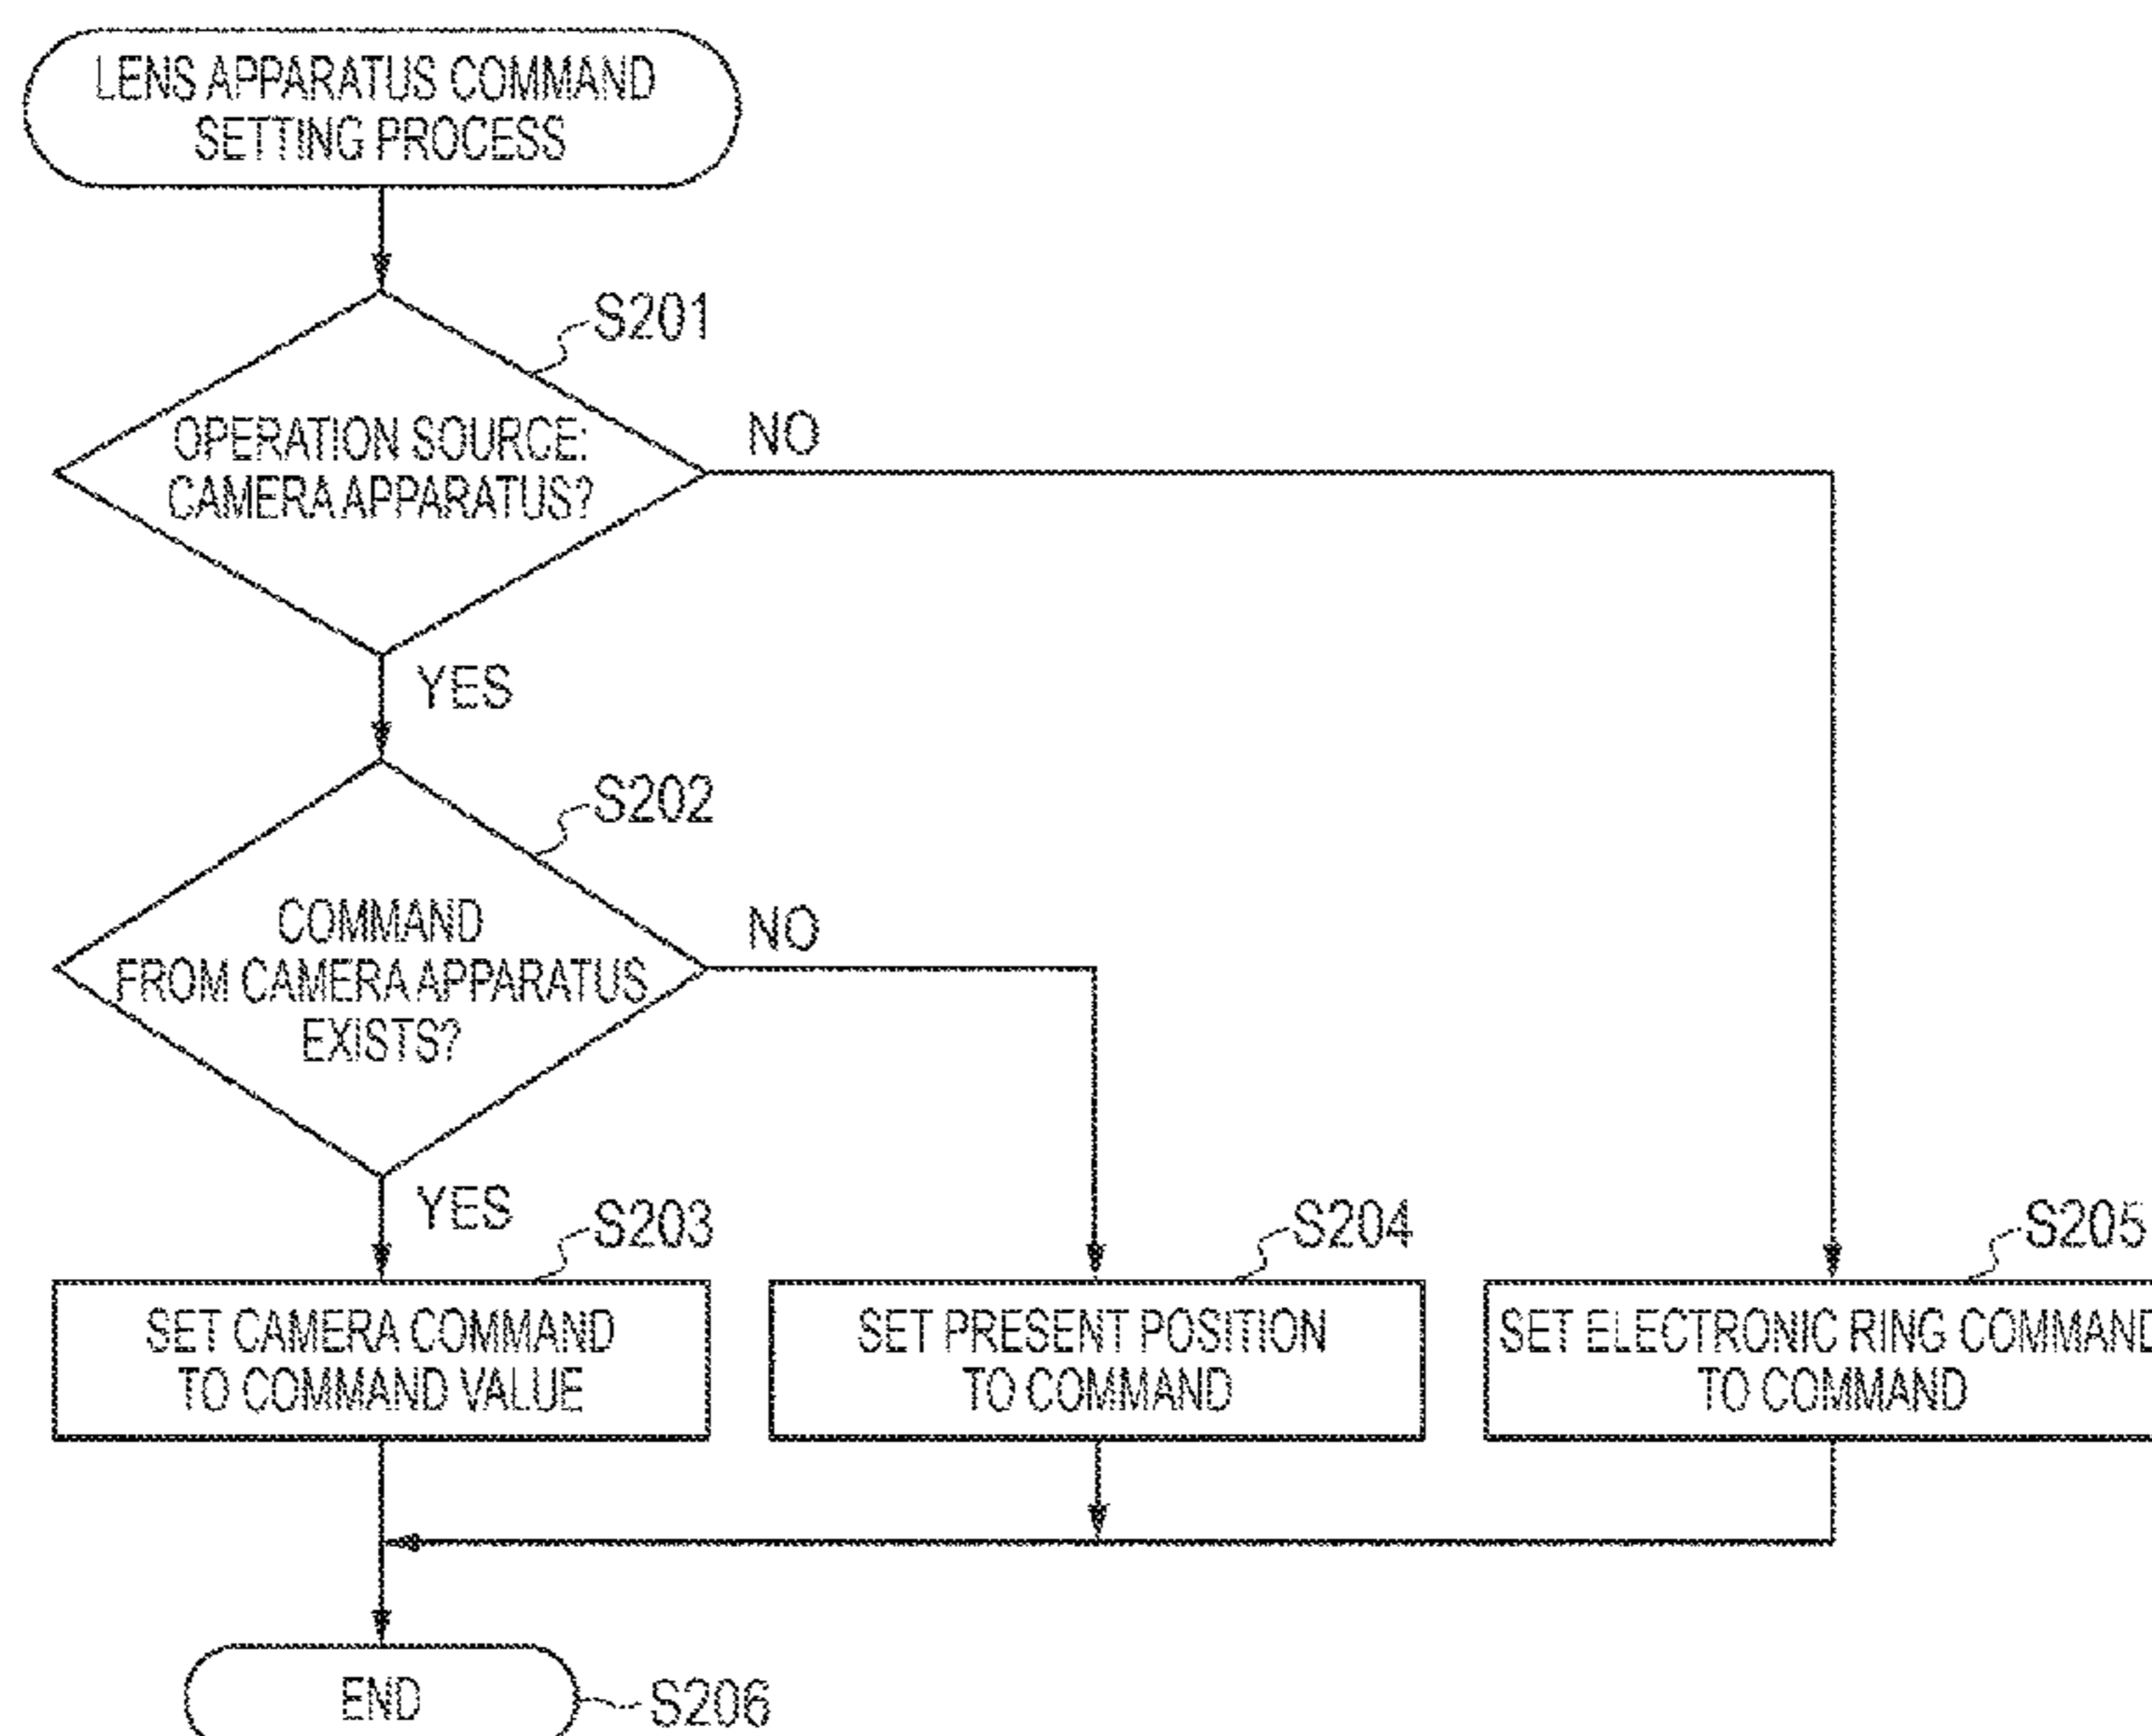 LENS APPARATUS COMMAND
SETTING PROCESS
S201
OPERATION SOURCE:
CAMERA APPARATUS?
NO
YES
S202
COMMAND
FROM CAMERA APPARATUS
EXISTS?
NO
YES
S203
SET CAMERA COMMAND
TO COMMAND VALUE
S204
SET PRESENT POSITION
TO COMMAND
S205
SET ELECTRONIC RING COMMAND
TO COMMAND
END
S206